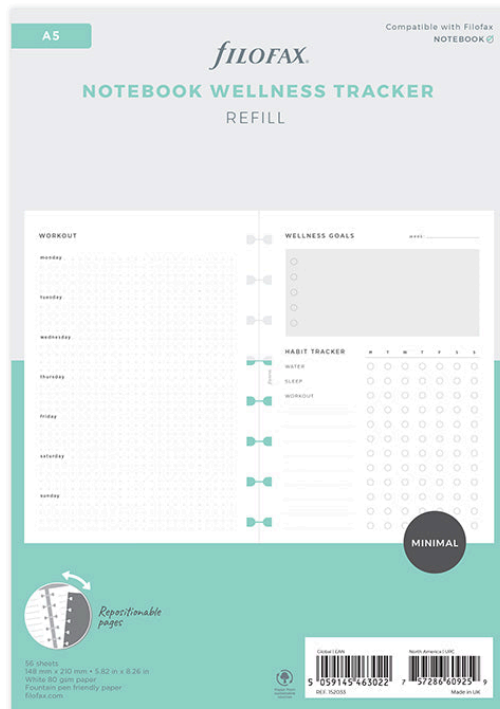 A5
Compatible with Filofax
NOTEBOOK
FILOFAX®
NOTEBOOK WELLNESS TRACKER
REFILL
WORKOUT
monday
tuesday
wednesday
thursday
friday
saturday
sunday
filofax
WELLNESS GOALS
WEEK:
HABIT TRACKER M T W T F S S
WATER
SLEEP
WORKOUT
MINIMAL
Repositionable
pages
56 sheets
148 mm x 210 mm • 5.82 in x 8.26 in
White 80 gsm paper
Fountain pen friendly paper
filofax.com
Global | EAN
5 059145 463022
REF. 152033
North America | UPC
7 57286 60925 9
Made in UK